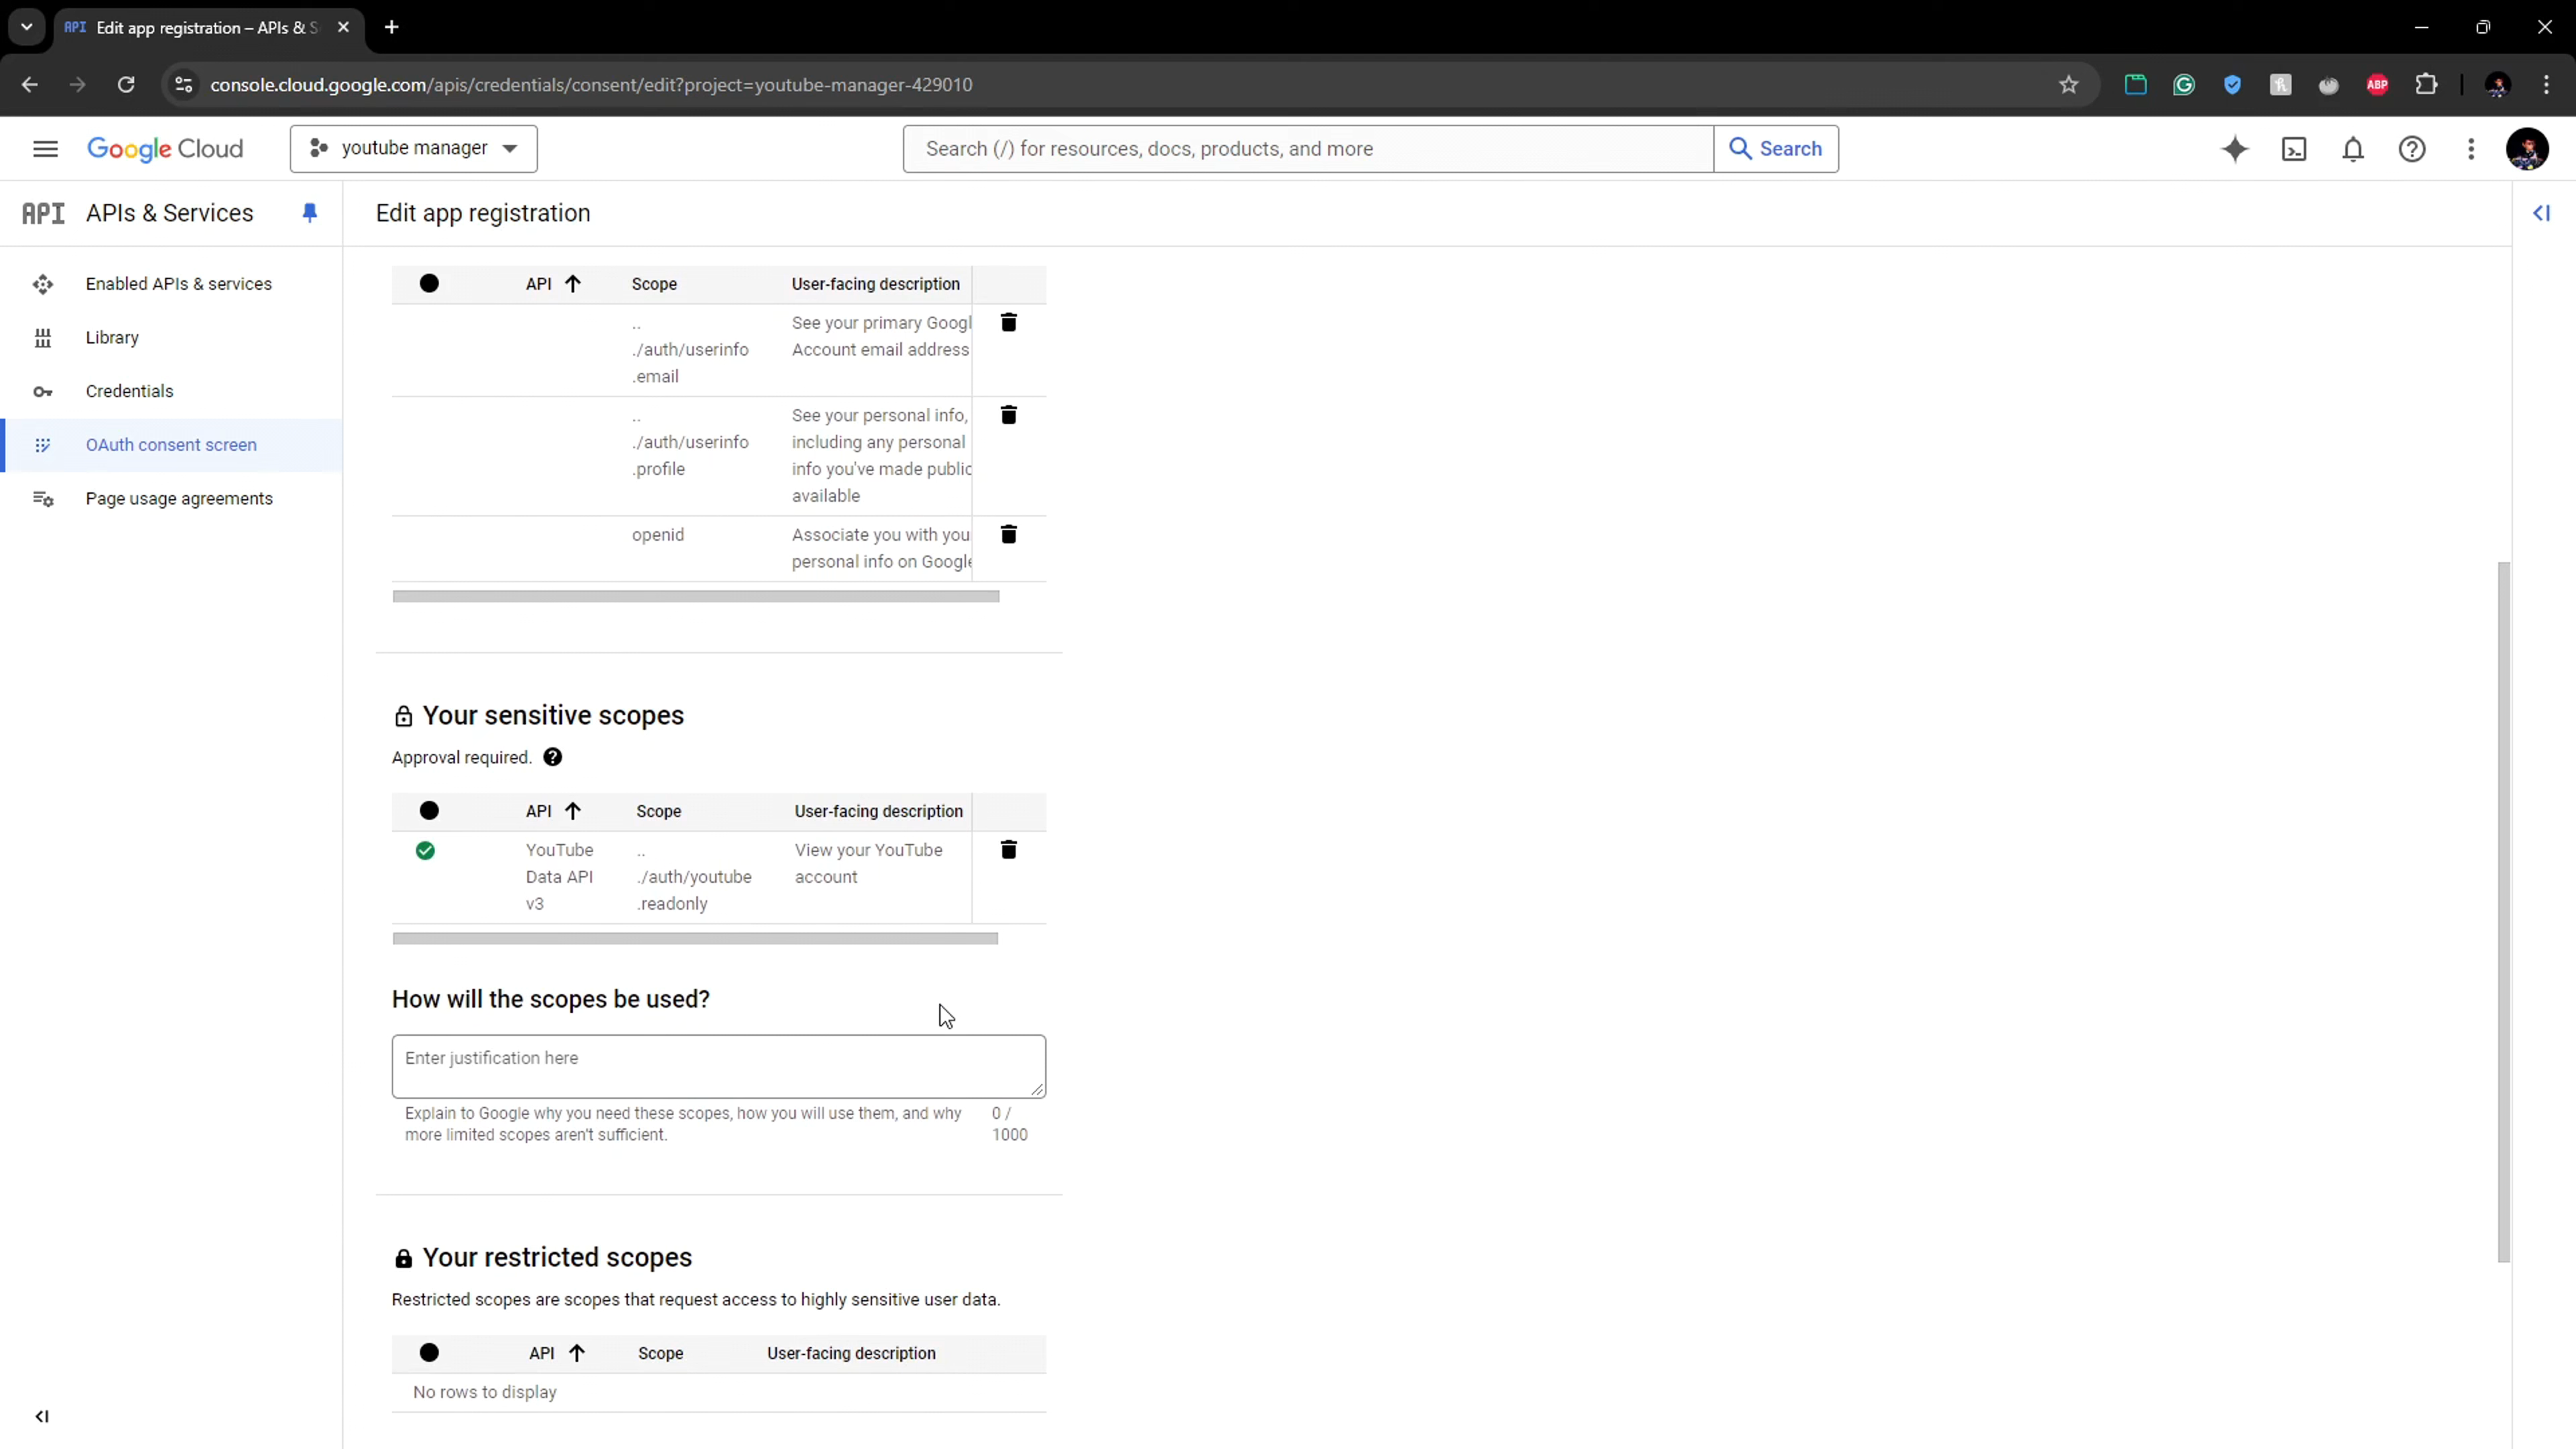 API Edit app registration – APIs & S
console.cloud.google.com/apis/credentials/consent/edit?project=youtube-manager-429010
ABP
Google Cloud
youtube manager
Search (/) for resources, docs, products, and more
Search
API APIs & Services
Edit app registration
Enabled APIs & services
Library
Credentials
OAuth consent screen
Page usage agreements
API Scope User-facing description
..
./auth/userinfo
.email
See your primary Googl
Account email address
..
./auth/userinfo
.profile
See your personal info,
including any personal
info you've made public
available
openid
Associate you with you
personal info on Google
Your sensitive scopes
Approval required.
API Scope User-facing description
YouTube
Data API
v3
..
./auth/youtube
.readonly
View your YouTube
account
How will the scopes be used?
Enter justification here
Explain to Google why you need these scopes, how you will use them, and why
more limited scopes aren't sufficient.
0 /
1000
Your restricted scopes
Restricted scopes are scopes that request access to highly sensitive user data.
API Scope User-facing description
No rows to display